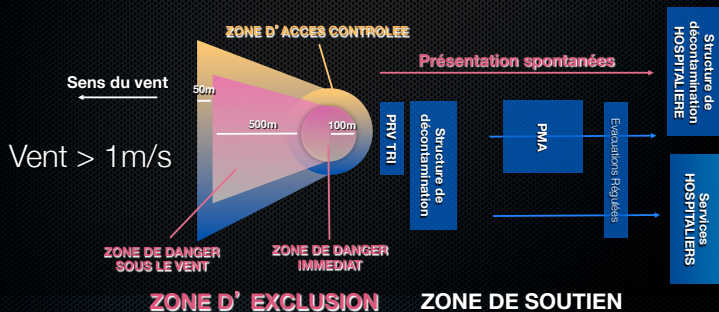 ZONE D' ACCES CONTROLEE
Présentation spontanées
Sens du vent
50m
500m
100m
Vent > 1m/s
PRV TRI
Structure de
décontamination
PMA
Evacuations Régulées
Structure de
décontamination
HOSPITALIERE
Services
HOSPITALIERS
ZONE DE DANGER
SOUS LE VENT
ZONE DE DANGER
IMMEDIAT
ZONE D' EXCLUSION
ZONE DE SOUTIEN